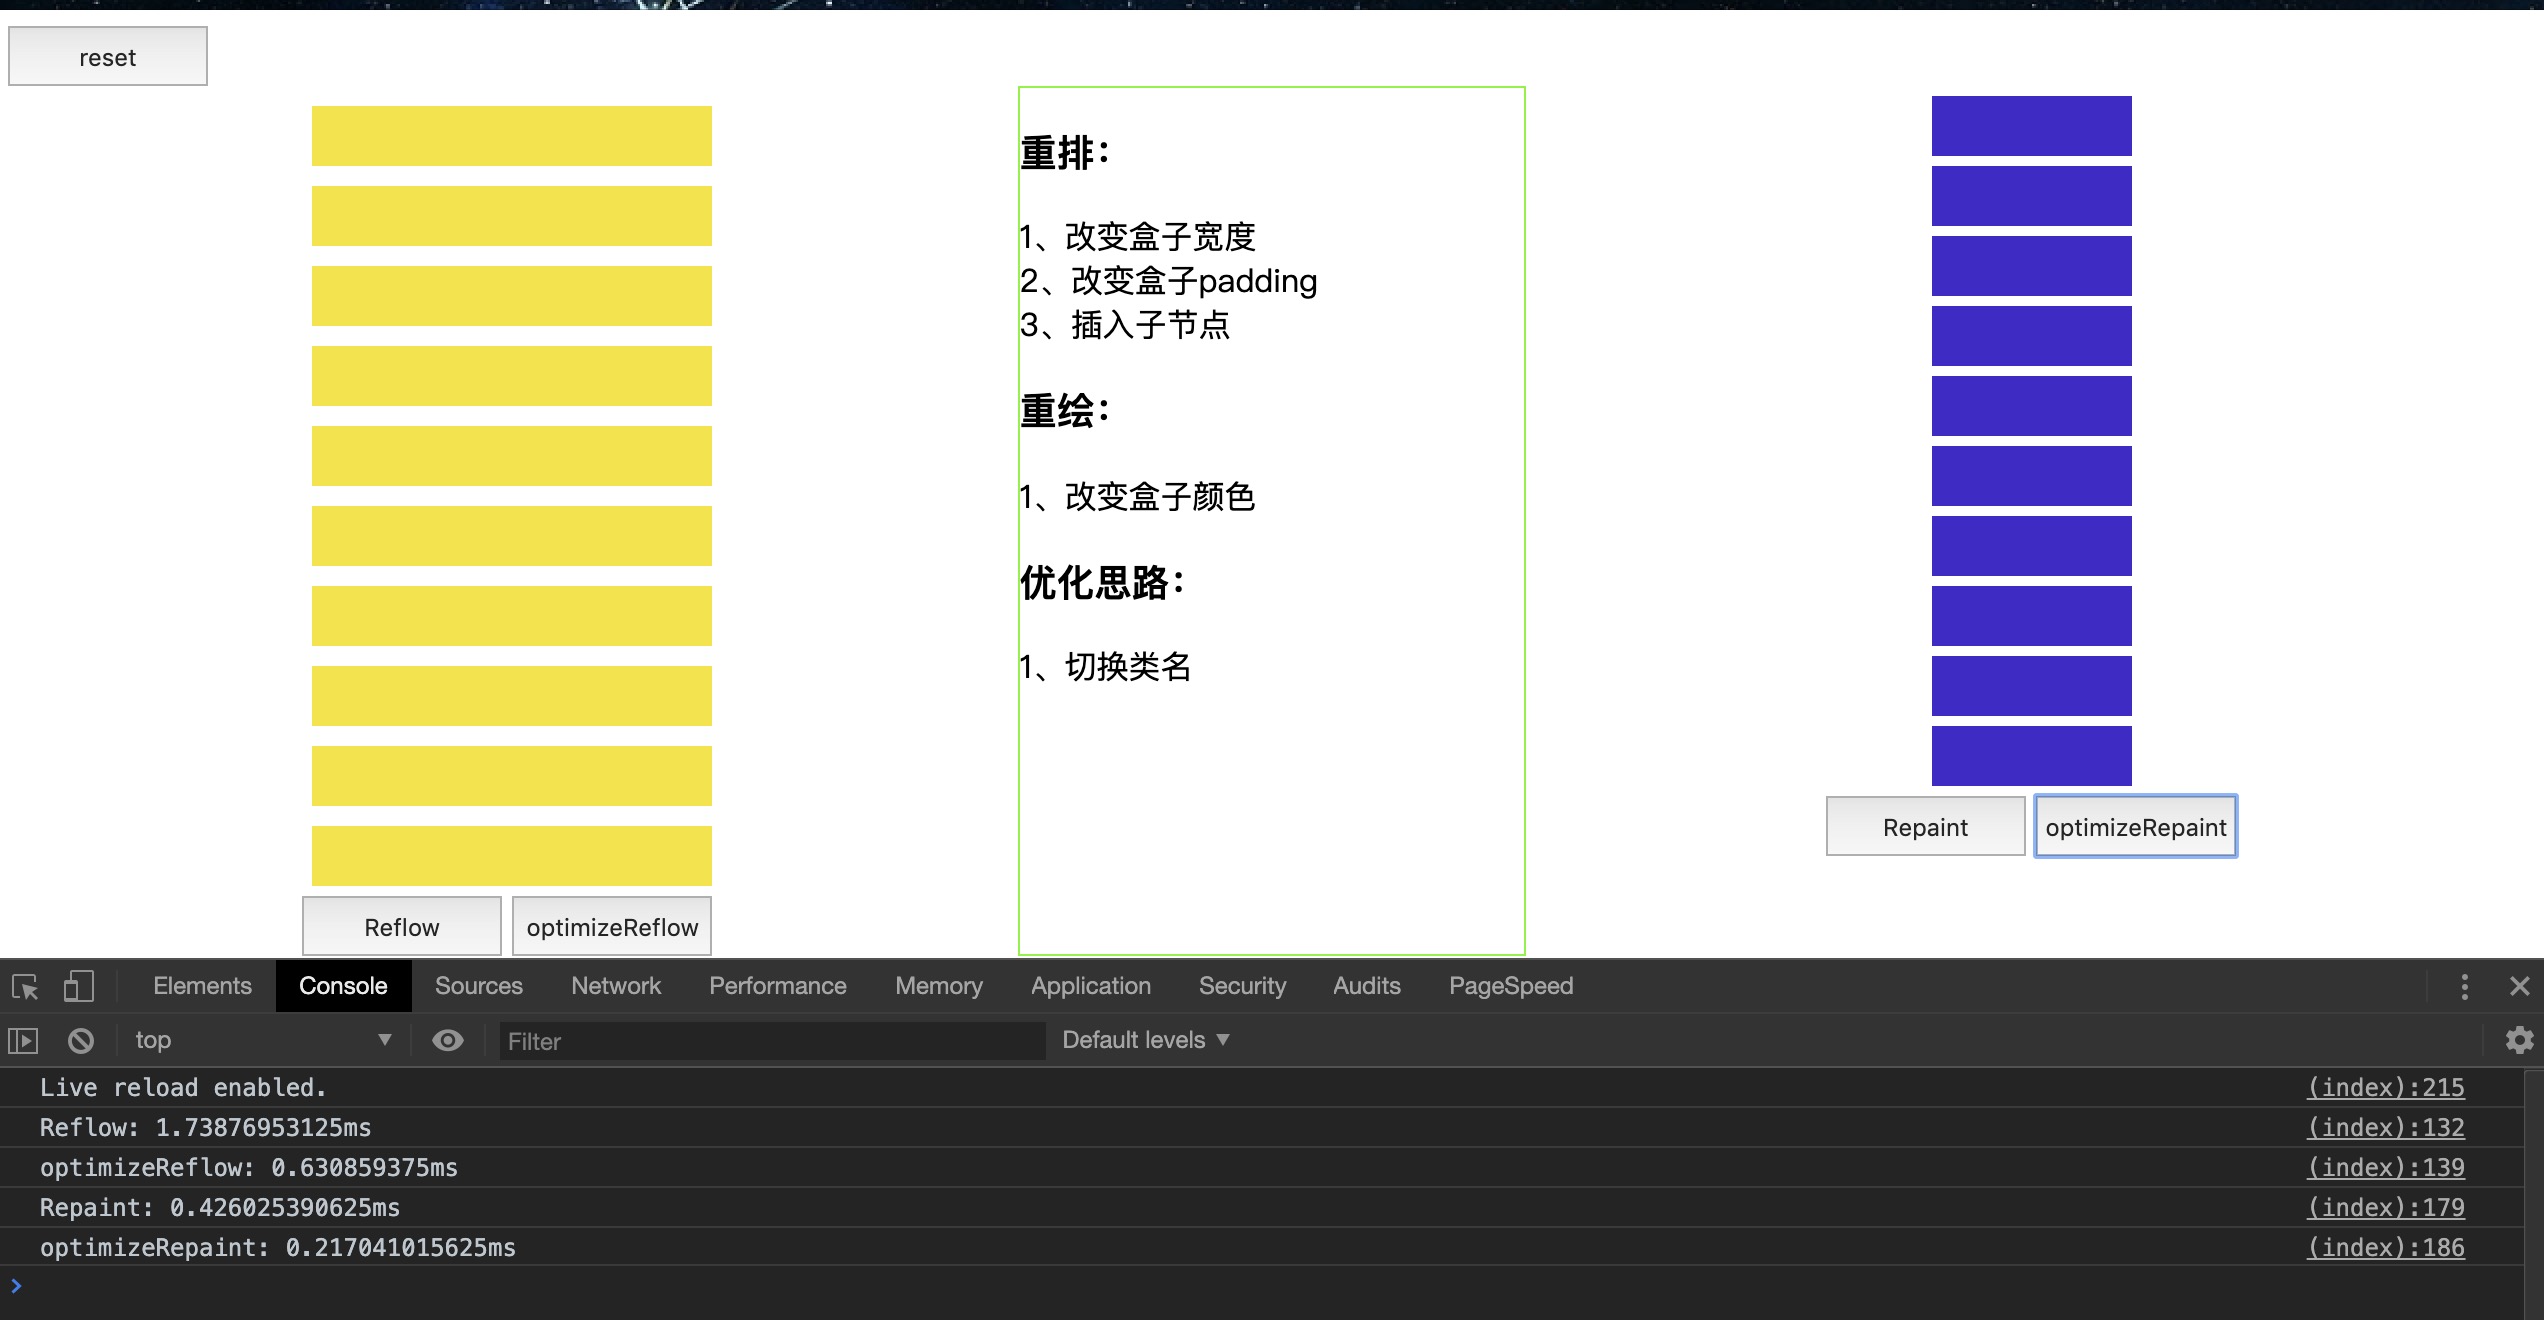 reset
重排：
1、改变盒子宽度
2、改变盒子padding
3、插入子节点
重绘：
1、改变盒子颜色
优化思路：
1、切换类名
Repaint
optimizeRepaint
Reflow
optimizeReflow
Elements Console Sources Network Performance Memory Application Security Audits PageSpeed
top Filter Default levels
Live reload enabled. (index):215
Reflow: 1.73876953125ms (index):132
optimizeReflow: 0.630859375ms (index):139
Repaint: 0.426025390625ms (index):179
optimizeRepaint: 0.217041015625ms (index):186